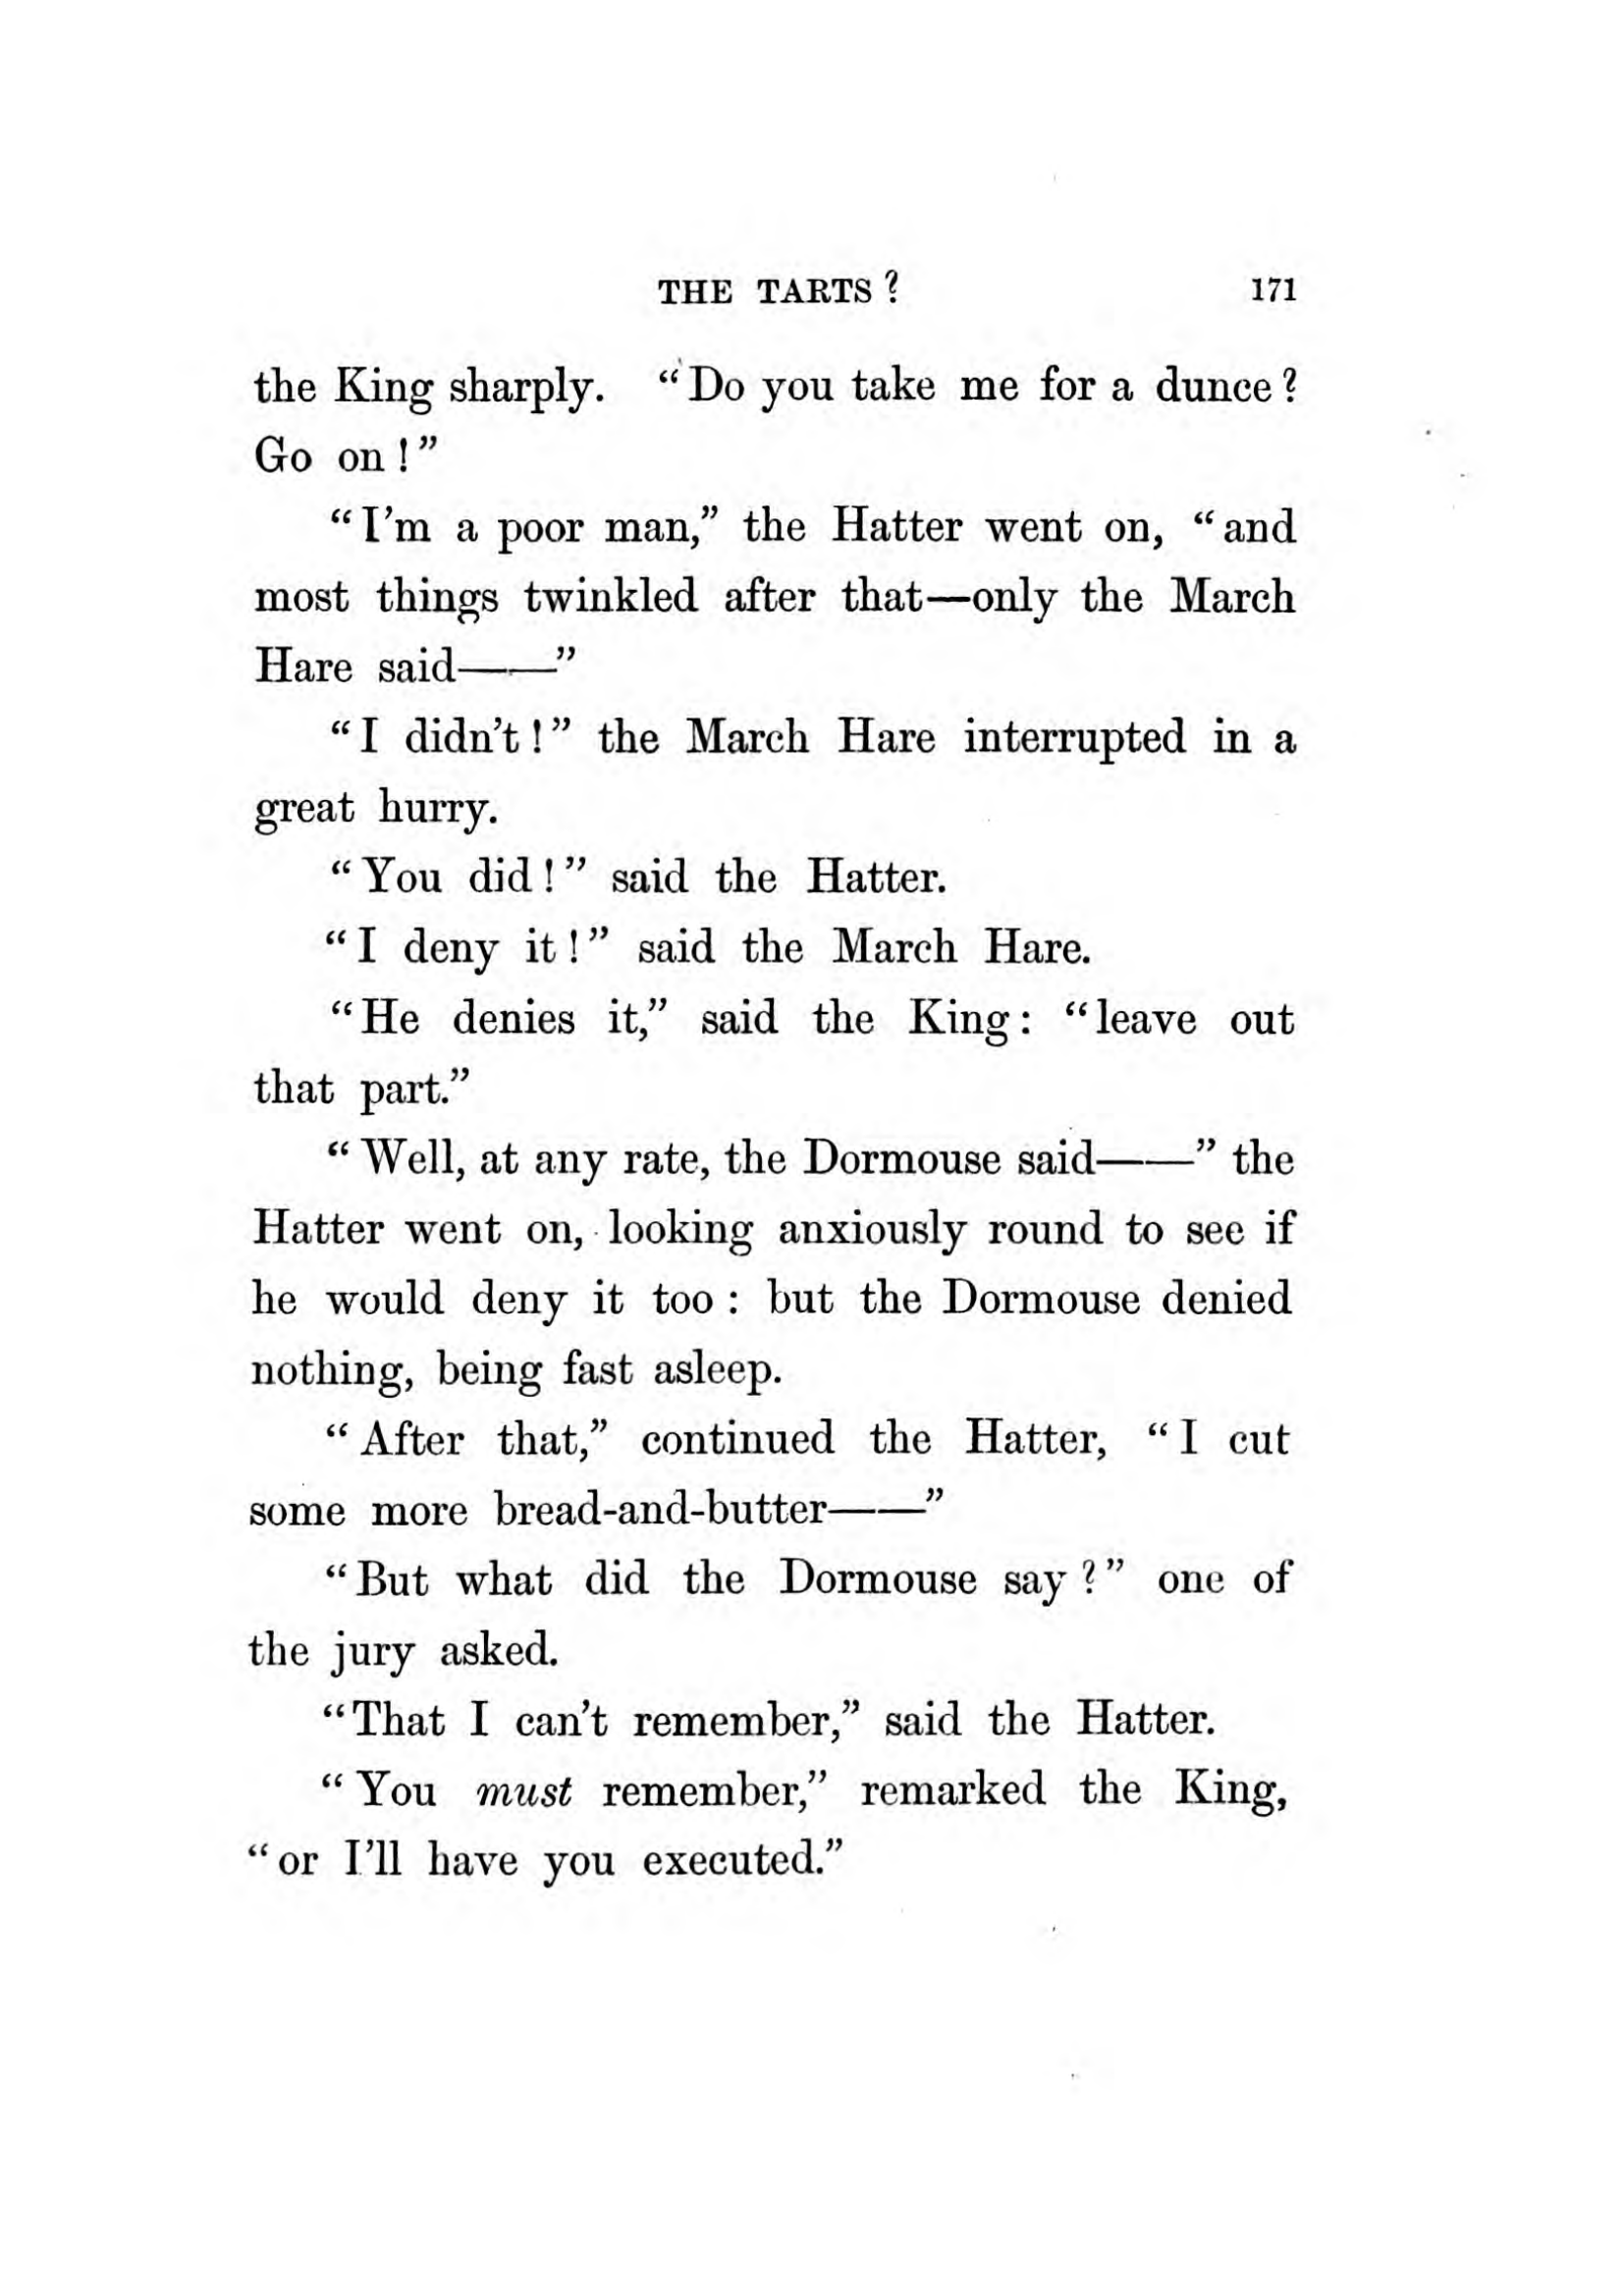 THE TARTS? 171
the King sharply. “Do you take me for a dunce?
Go on!”
“I’m a poor man,” the Hatter went on, “and
most things twinkled after that—only the March
Hare said——”
“I didn’t!” the March Hare interrupted in a
great hurry.
“You did!” said the Hatter.
“I deny it!” said the March Hare.
“He denies it,” said the King: “leave out
that part.”
“Well, at any rate, the Dormouse said——” the
Hatter went on, looking anxiously round to see if
he would deny it too: but the Dormouse denied
nothing, being fast asleep.
“After that,” continued the Hatter, “I cut
some more bread-and-butter——”
“But what did the Dormouse say?” one of
the jury asked.
“That I can’t remember,” said the Hatter.
“You must remember,” remarked the King,
“or I’ll have you executed.”